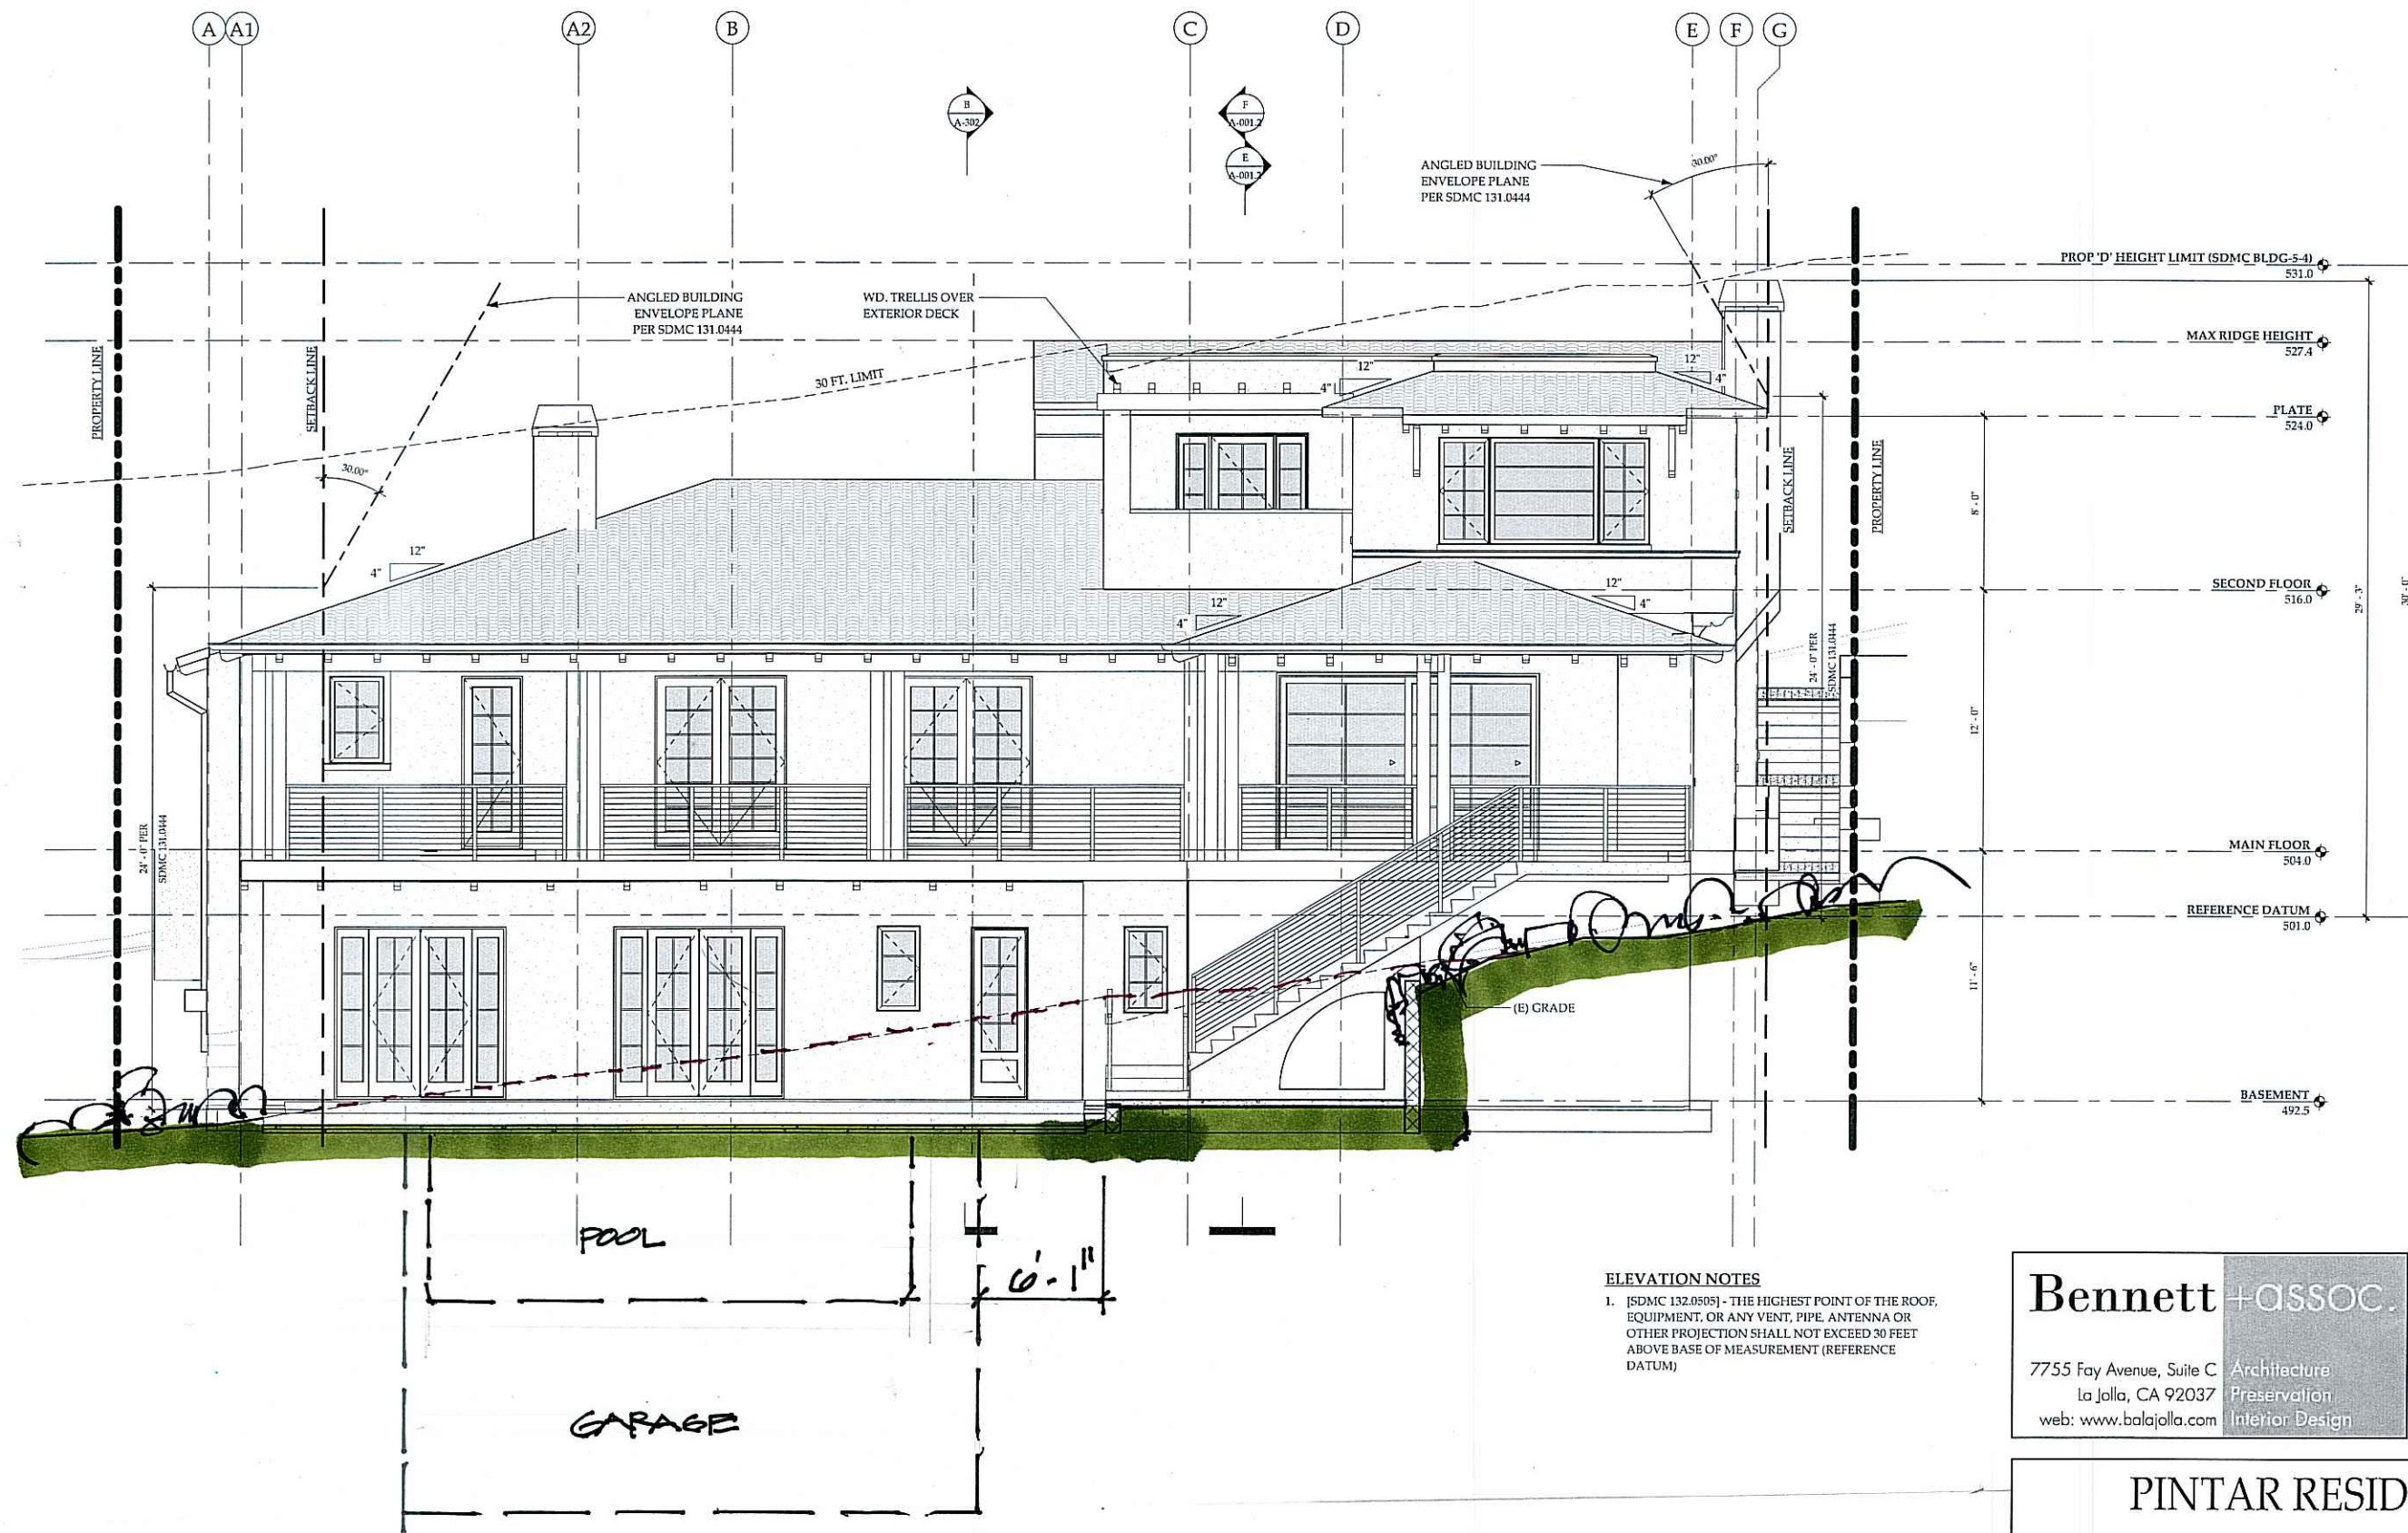 A
A1
A2
B
C
D
E
F
G
B
A-302
F
A-001.2
E
A-001.2
ANGLED BUILDING
ENVELOPE PLANE
PER SDMC 131.0444
30.00°
PROP 'D' HEIGHT LIMIT (SDMC BLDG-5-4)
531.0
ANGLED BUILDING
ENVELOPE PLANE
PER SDMC 131.0444
WD. TRELLIS OVER
EXTERIOR DECK
MAX RIDGE HEIGHT
527.4
PROPERTY LINE
SETBACK LINE
30 FT. LIMIT
12"
4"
12"
4"
PLATE
524.0
30.00°
SETBACK LINE
PROPERTY LINE
8' - 0"
12"
4"
12"
4"
12"
4"
SECOND FLOOR
516.0
29' - 3"
30' - 0"
24' - 0" PER
SDMC 131.0444
12' - 0"
24' - 0" PER
SDMC 131.0444
MAIN FLOOR
504.0
REFERENCE DATUM
501.0
11' - 6"
(E) GRADE
BASEMENT
492.5
POOL
6'-1"
GARAGE
ELEVATION NOTES
1. [SDMC 132.0505] - THE HIGHEST POINT OF THE ROOF,
EQUIPMENT, OR ANY VENT, PIPE, ANTENNA OR
OTHER PROJECTION SHALL NOT EXCEED 30 FEET
ABOVE BASE OF MEASUREMENT (REFERENCE
DATUM)
Bennett +assoc.
7755 Fay Avenue, Suite C Architecture
La Jolla, CA 92037 Preservation
web: www.balajolla.com Interior Design
PINTAR RESID